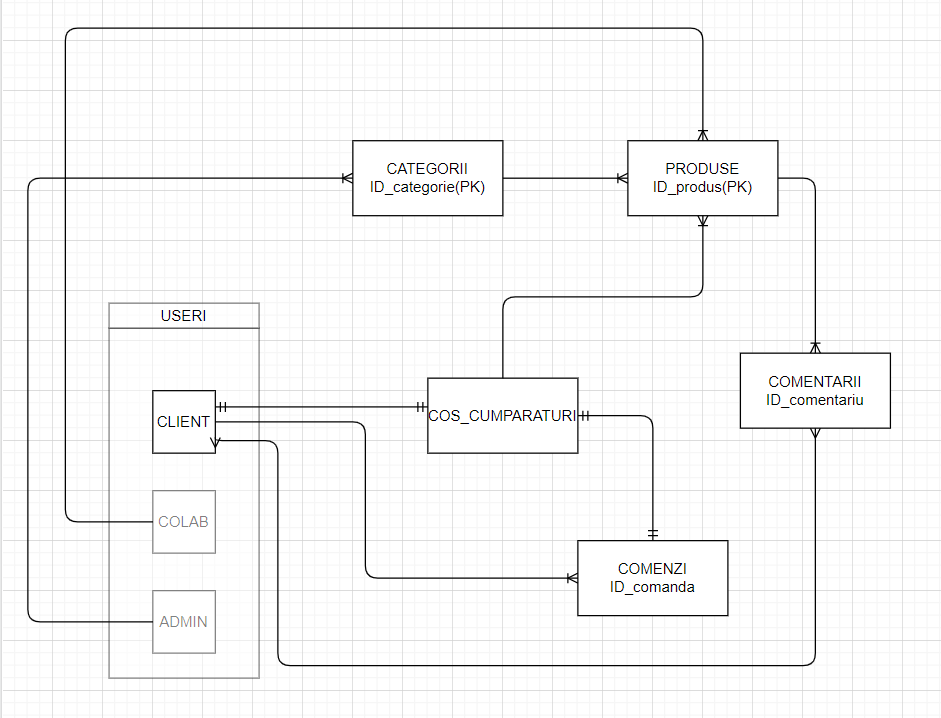 CATEGORII
ID_categorie(PK)
PRODUSE
ID_produs(PK)
USERI
CLIENT
COLAB
ADMIN
COS_CUMPARATURI
COMENTARII
ID_comentariu
COMENZI
ID_comanda